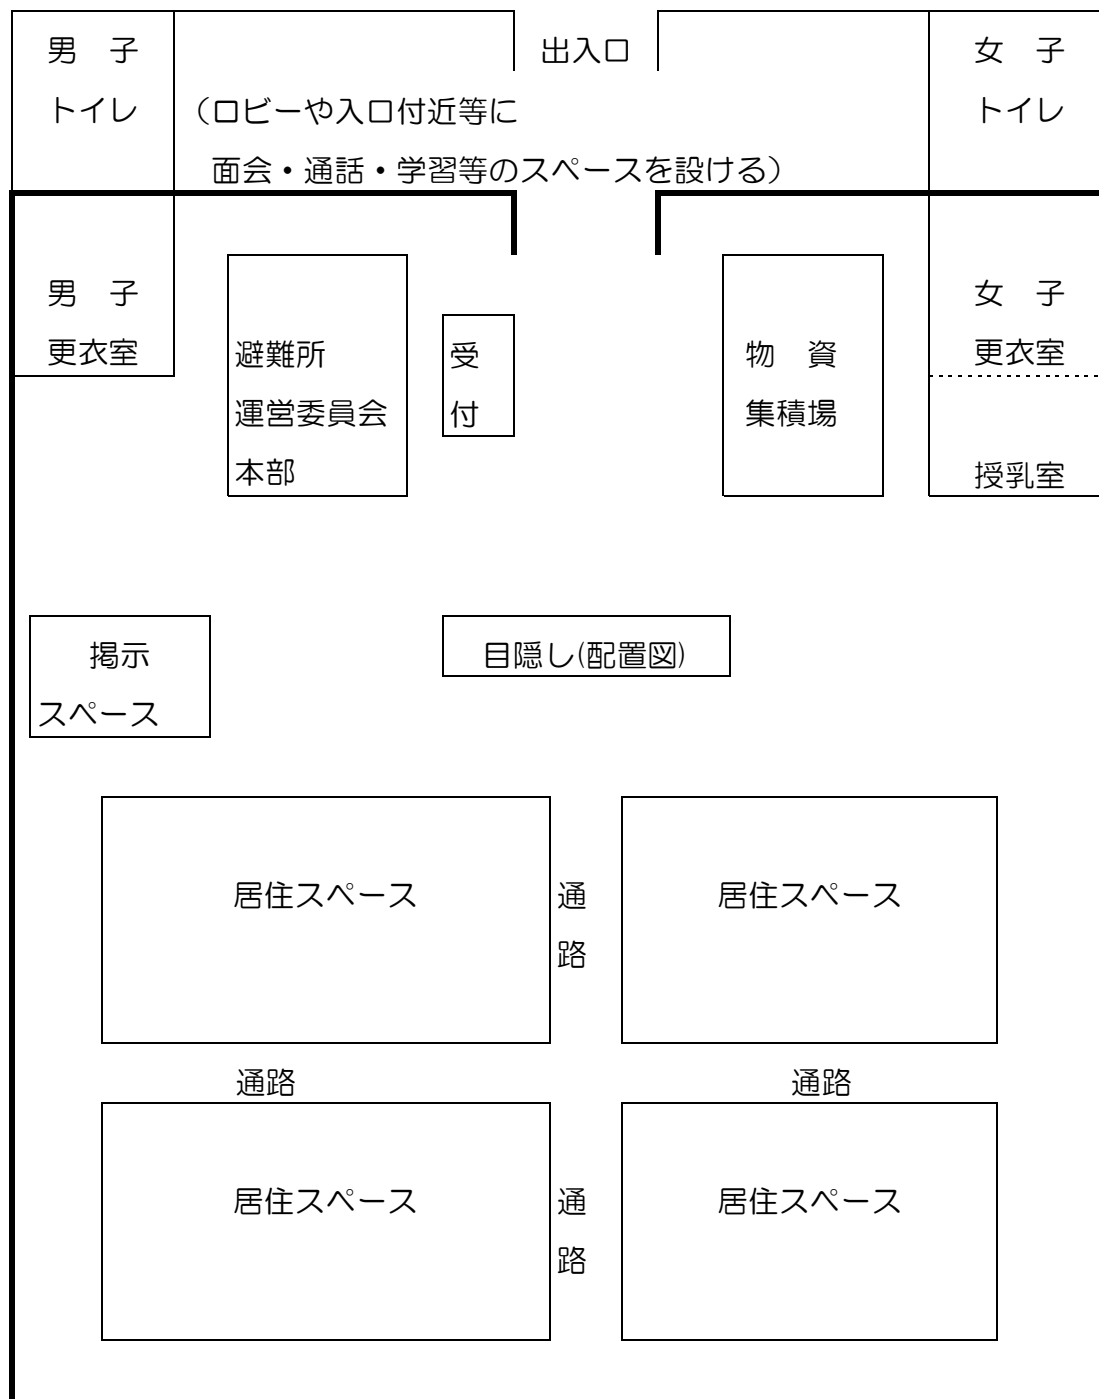 男　子
トイレ
出入口
（ロビーや入口付近等に
面会・通話・学習等のスペースを設ける）
女　子
トイレ
男　子
更衣室
避難所
運営委員会
本部
受
付
物　資
集積場
女　子
更衣室
授乳室
掲示
スペース
目隠し(配置図)
居住スペース
通
路
居住スペース
通路
通路
居住スペース
通
路
居住スペース